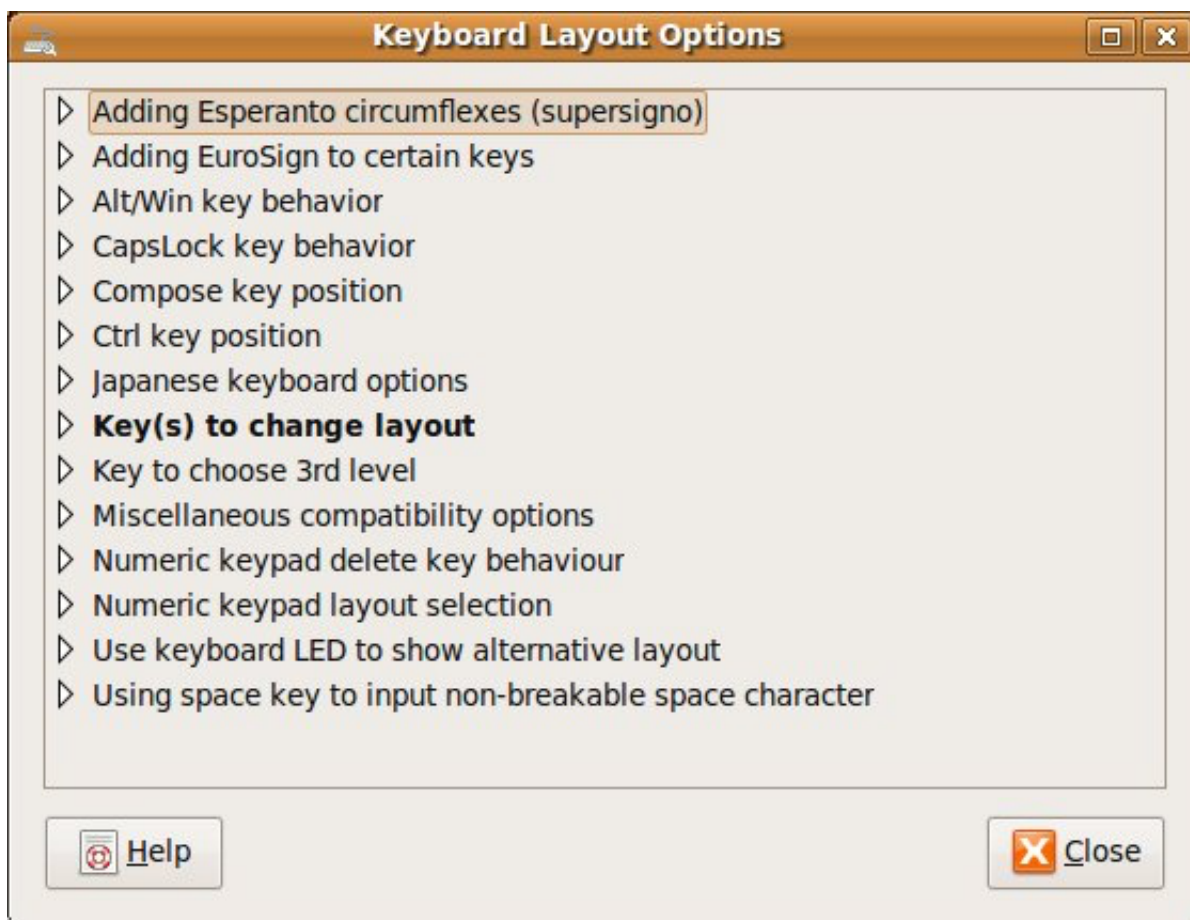 Keyboard Layout Options
Adding Esperanto circumflexes (supersigno)
Adding EuroSign to certain keys
Alt/Win key behavior
CapsLock key behavior
Compose key position
Ctrl key position
Japanese keyboard options
Key(s) to change layout
Key to choose 3rd level
Miscellaneous compatibility options
Numeric keypad delete key behaviour
Numeric keypad layout selection
Use keyboard LED to show alternative layout
Using space key to input non-breakable space character
Help
Close